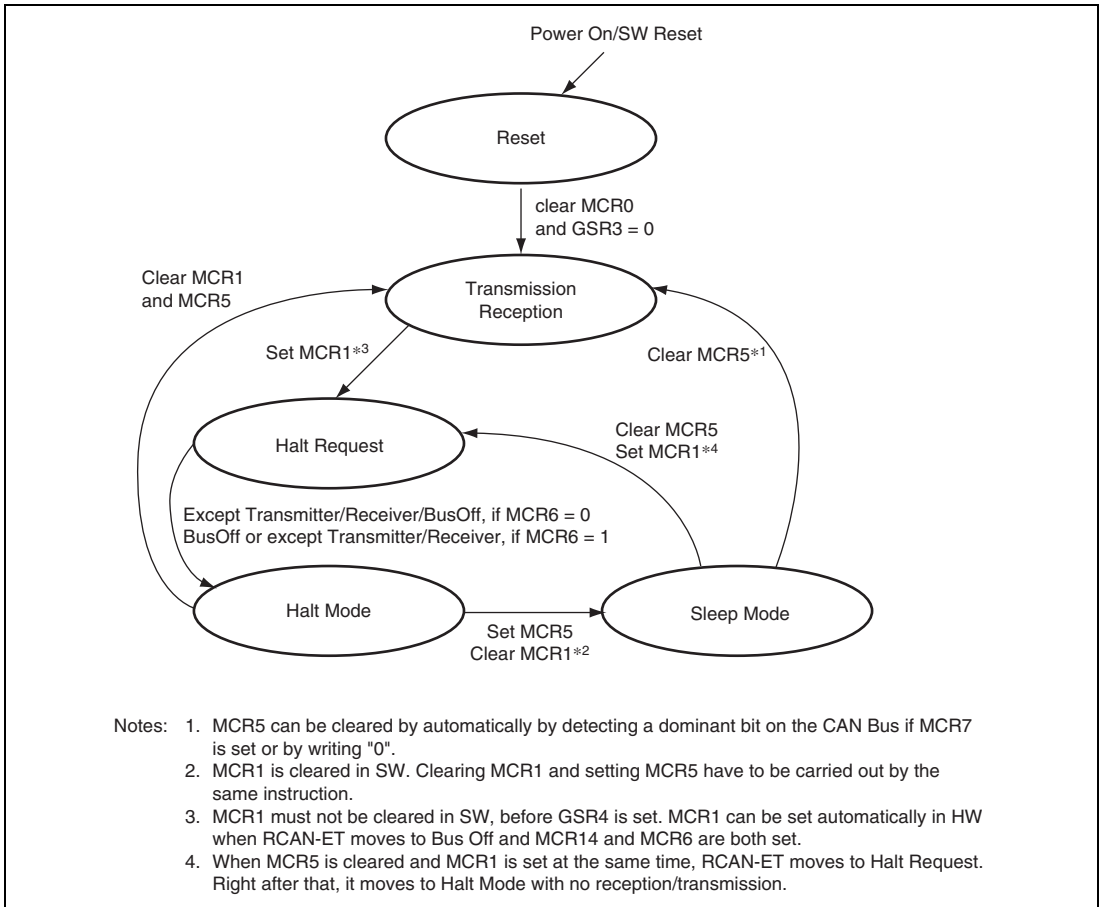 Power On/SW Reset
Reset
clear MCR0
and GSR3 = 0
Clear MCR1
and MCR5
Transmission
Reception
Set MCR1*3
Clear MCR5*1
Halt Request
Clear MCR5
Set MCR1*4
Except Transmitter/Receiver/BusOff, if MCR6 = 0
BusOff or except Transmitter/Receiver, if MCR6 = 1
Halt Mode
Sleep Mode
Set MCR5
Clear MCR1*2
Notes: 1. MCR5 can be cleared by automatically by detecting a dominant bit on the CAN Bus if MCR7
is set or by writing "0".
2. MCR1 is cleared in SW. Clearing MCR1 and setting MCR5 have to be carried out by the
same instruction.
3. MCR1 must not be cleared in SW, before GSR4 is set. MCR1 can be set automatically in HW
when RCAN-ET moves to Bus Off and MCR14 and MCR6 are both set.
4. When MCR5 is cleared and MCR1 is set at the same time, RCAN-ET moves to Halt Request.
Right after that, it moves to Halt Mode with no reception/transmission.